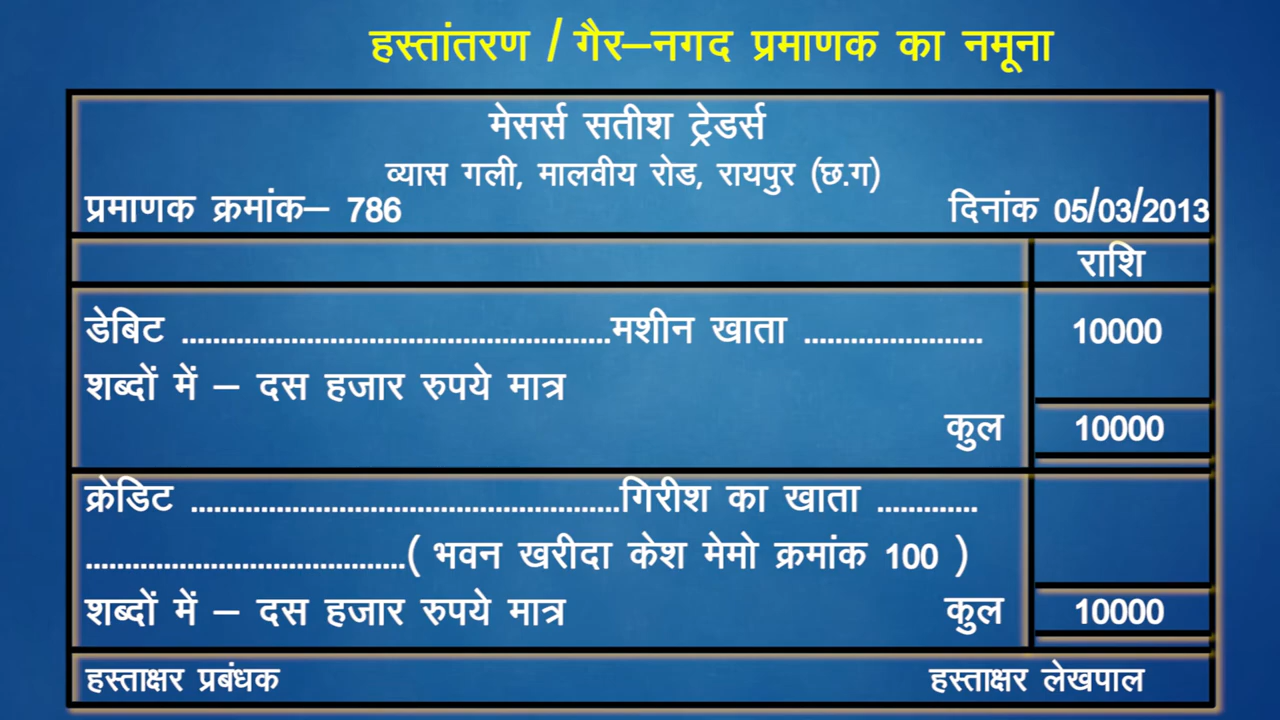 हस्तांतरण / गैर–नगद प्रमाणक का नमूना
मेसर्स सतीश ट्रेडर्स
व्यास गली, मालवीय रोड, रायपुर (छ.ग)
प्रमाणक क्रमांक– 786 दिनांक 05/03/2013
राशि
डेबिट .......................................................मशीन खाता ....................... 10000
शब्दों में – दस हजार रुपये मात्र
कुल 10000
क्रेडिट .......................................................गिरीश का खाता .............
.........................................( भवन खरीदा केश मेमो क्रमांक 100 )
शब्दों में – दस हजार रुपये मात्र कुल 10000
हस्ताक्षर प्रबंधक हस्ताक्षर लेखपाल